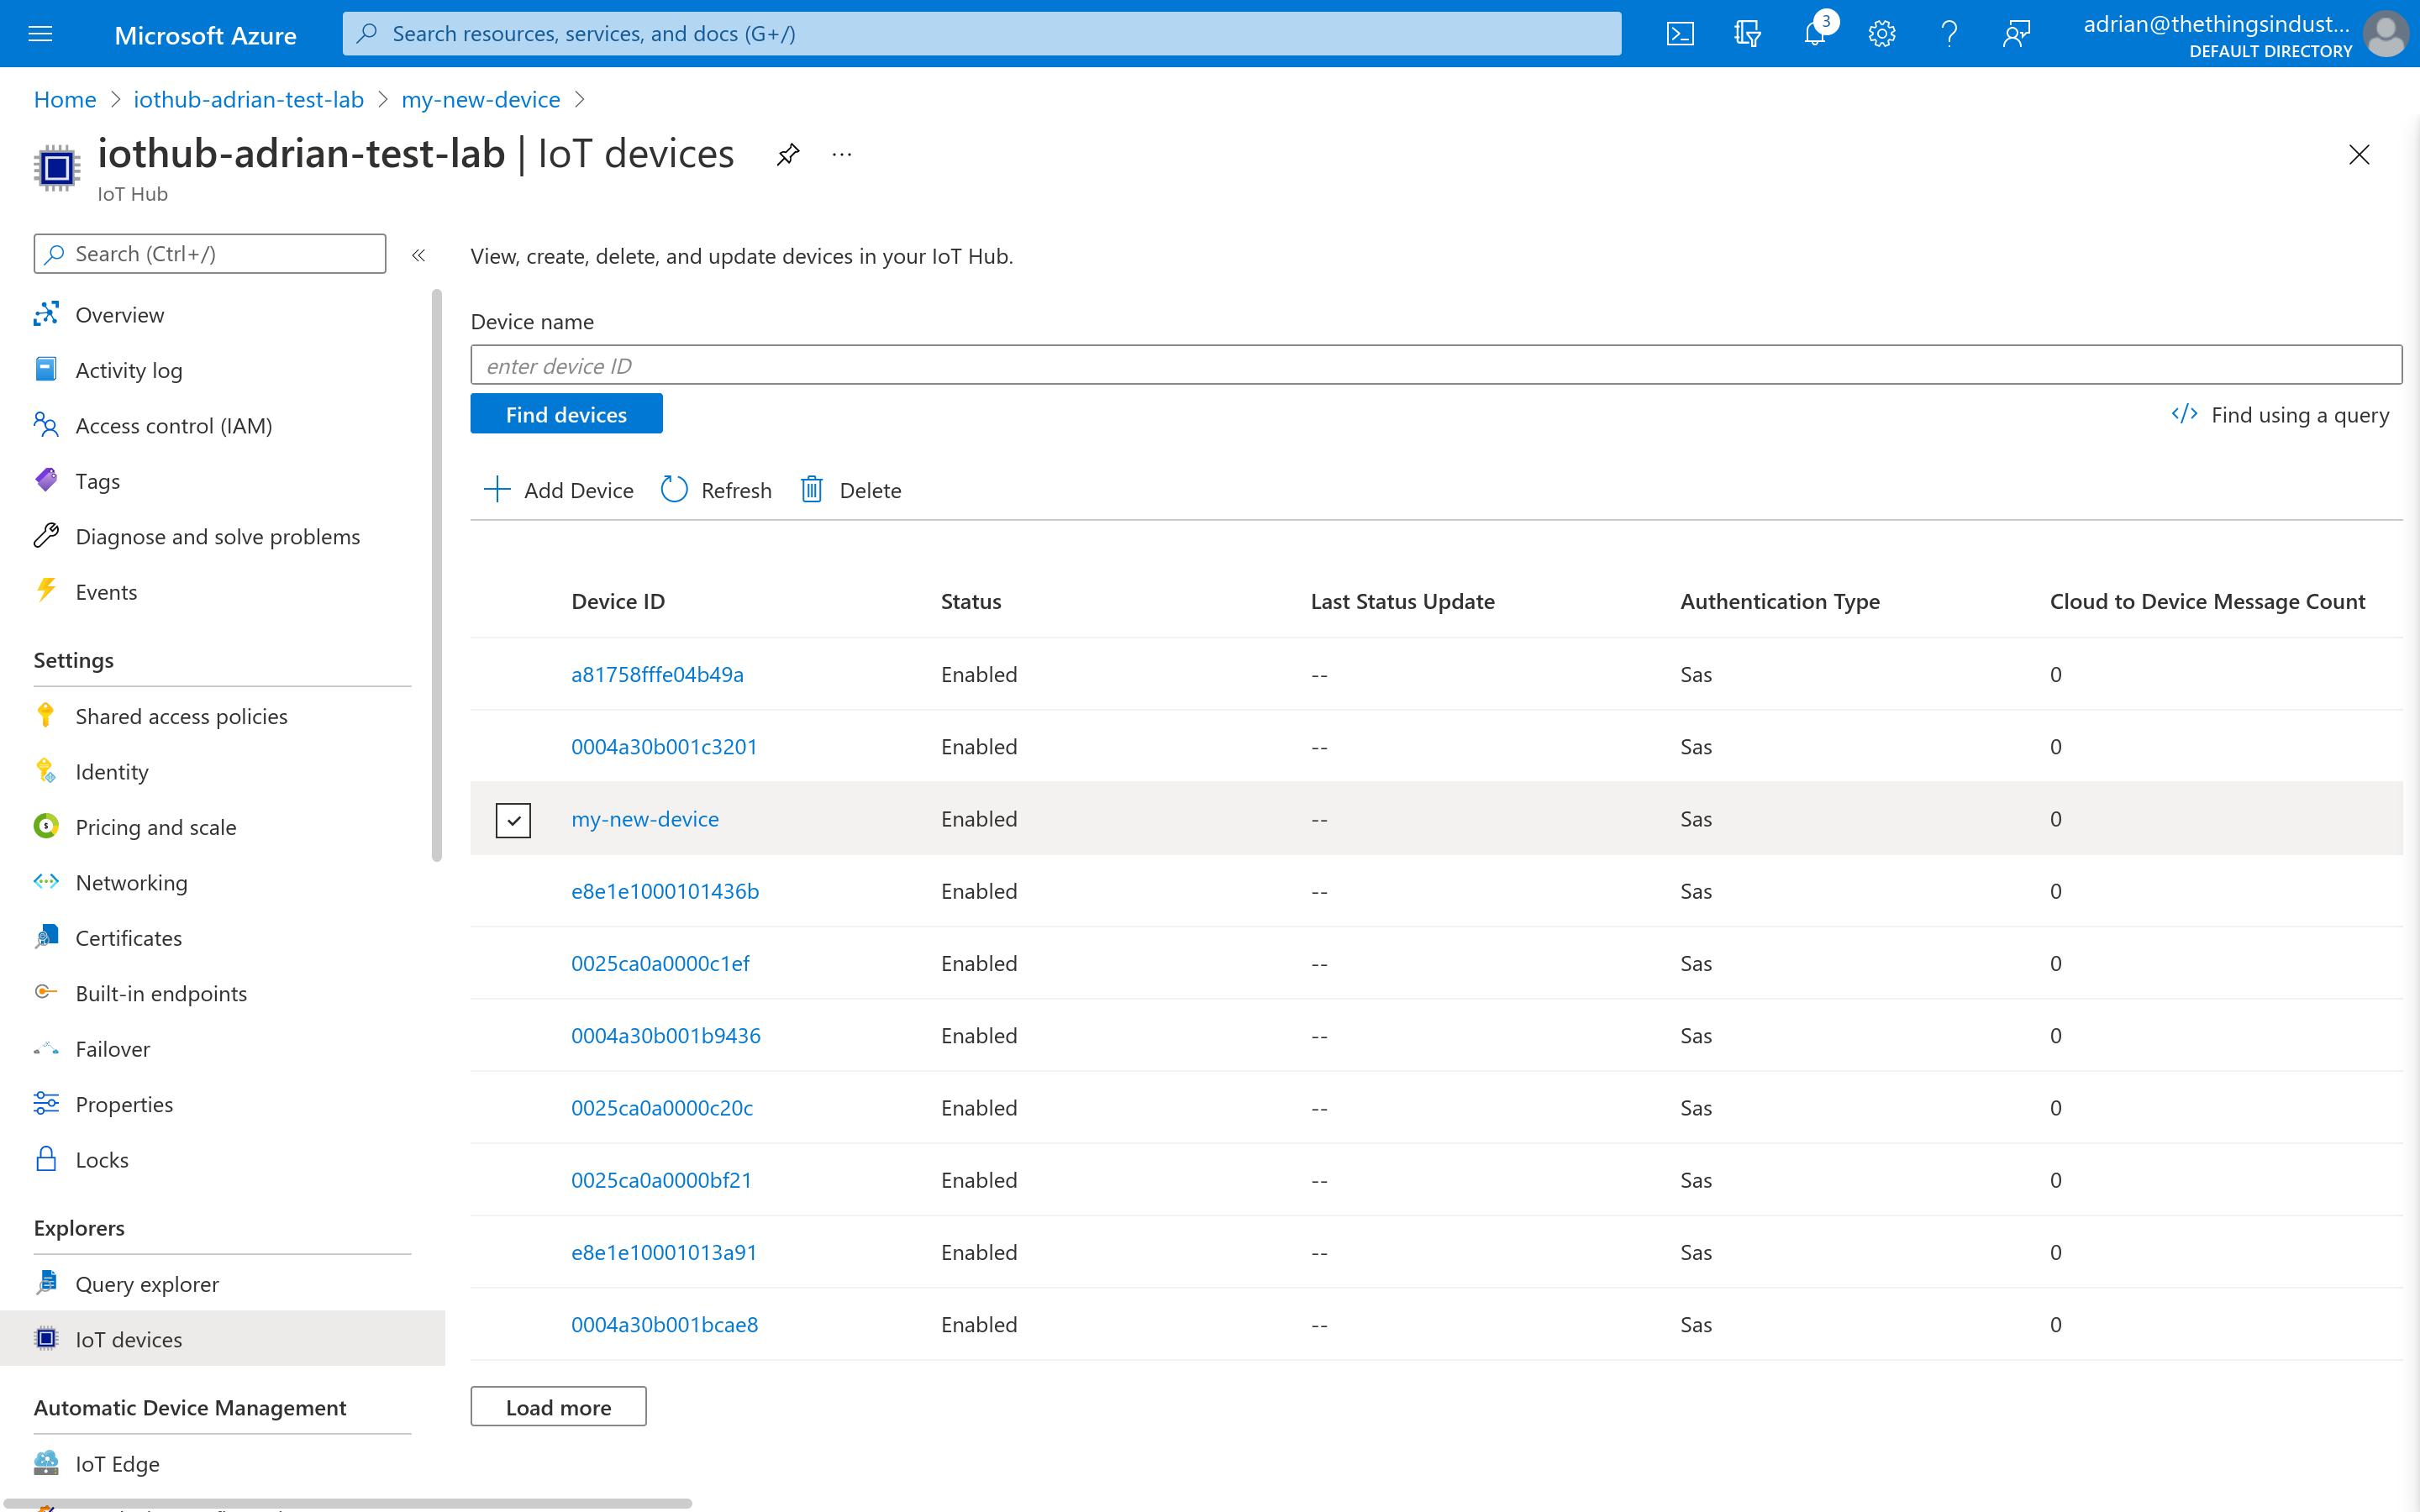 Microsoft Azure
Search resources, services, and docs (G+/)
3
adrian@thethingsindust...
DEFAULT DIRECTORY
Home > iothub-adrian-test-lab > my-new-device >
iothub-adrian-test-lab | IoT devices
IoT Hub
Search (Ctrl+/)
Overview
Activity log
Access control (IAM)
Tags
Diagnose and solve problems
Events
Settings
Shared access policies
Identity
Pricing and scale
Networking
Certificates
Built-in endpoints
Failover
Properties
Locks
Explorers
Query explorer
IoT devices
Automatic Device Management
IoT Edge
View, create, delete, and update devices in your IoT Hub.
Device name
enter device ID
Find devices
</> Find using a query
Add Device Refresh Delete
Device ID Status Last Status Update Authentication Type Cloud to Device Message Count
a81758fffe04b49a Enabled -- Sas 0
0004a30b001c3201 Enabled -- Sas 0
my-new-device Enabled -- Sas 0
e8e1e1000101436b Enabled -- Sas 0
0025ca0a0000c1ef Enabled -- Sas 0
0004a30b001b9436 Enabled -- Sas 0
0025ca0a0000c20c Enabled -- Sas 0
0025ca0a0000bf21 Enabled -- Sas 0
e8e1e10001013a91 Enabled -- Sas 0
0004a30b001bcae8 Enabled -- Sas 0
Load more